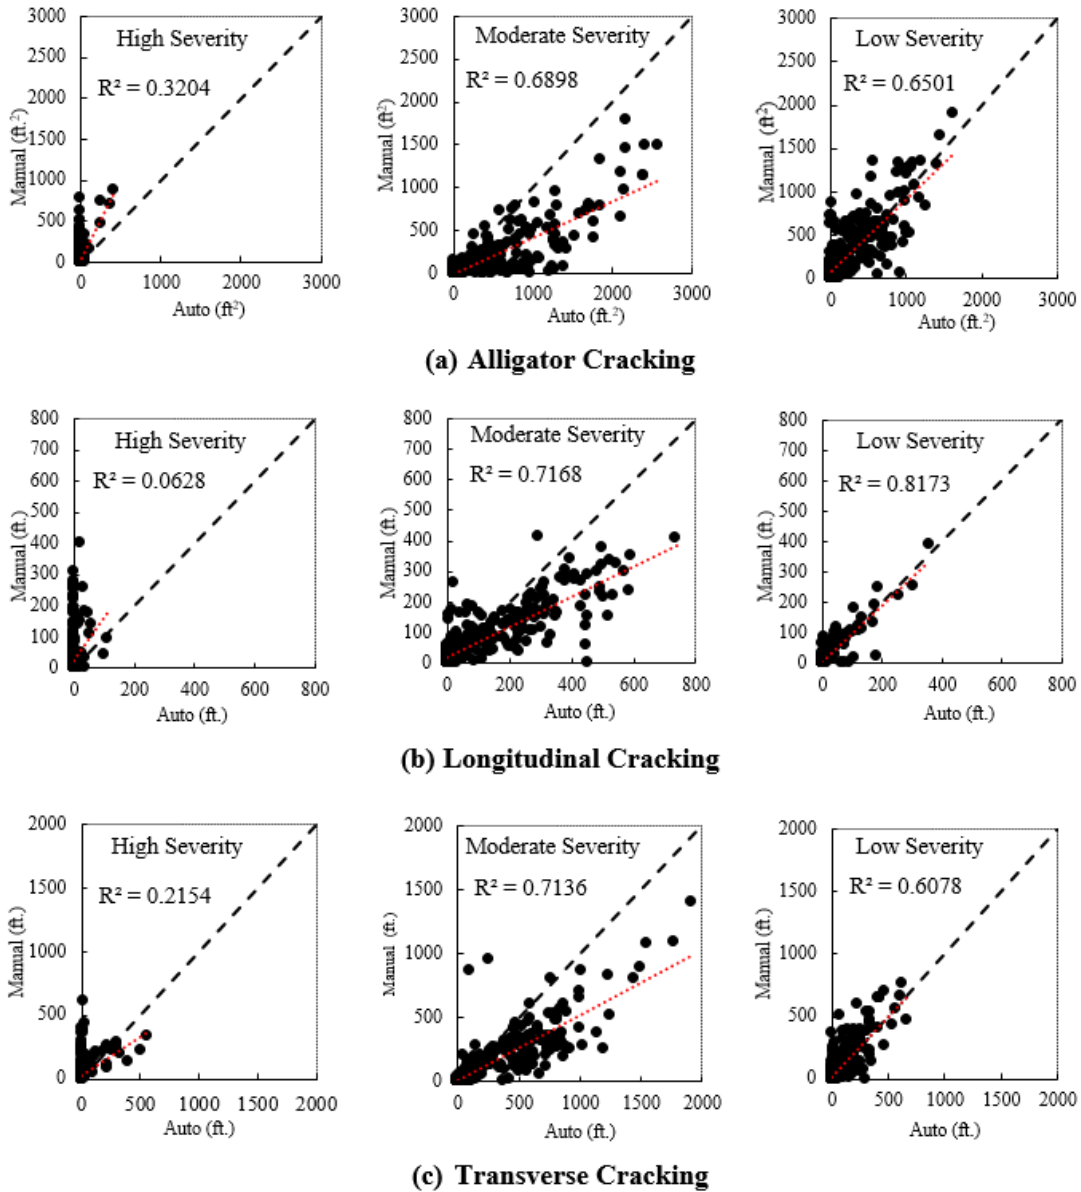 High Severity
R² = 0.3204
Manual (ft.²)
3000
2500
2000
1500
1000
500
0
0 1000 2000 3000
Auto (ft²)
Moderate Severity
R² = 0.6898
Manual (ft²)
3000
2500
2000
1500
1000
500
0
0 1000 2000 3000
Auto (ft.²)
Low Severity
R² = 0.6501
Manual (ft²)
3000
2500
2000
1500
1000
500
0
0 1000 2000 3000
Auto (ft.²)
(a) Alligator Cracking
High Severity
R² = 0.0628
Manual (ft.)
800
700
600
500
400
300
200
100
0
0 200 400 600 800
Auto (ft.)
Moderate Severity
R² = 0.7168
Manual (ft.)
800
700
600
500
400
300
200
100
0
0 200 400 600 800
Auto (ft.)
Low Severity
R² = 0.8173
Manual (ft.)
800
700
600
500
400
300
200
100
0
0 200 400 600 800
Auto (ft.)
(b) Longitudinal Cracking
High Severity
R² = 0.2154
Manual (ft.)
2000
1500
1000
500
0
0 500 1000 1500 2000
Auto (ft.)
Moderate Severity
R² = 0.7136
Manual (ft.)
2000
1500
1000
500
0
0 500 1000 1500 2000
Auto (ft.)
Low Severity
R² = 0.6078
Manual (ft.)
2000
1500
1000
500
0
0 500 1000 1500 2000
Auto (ft.)
(c) Transverse Cracking